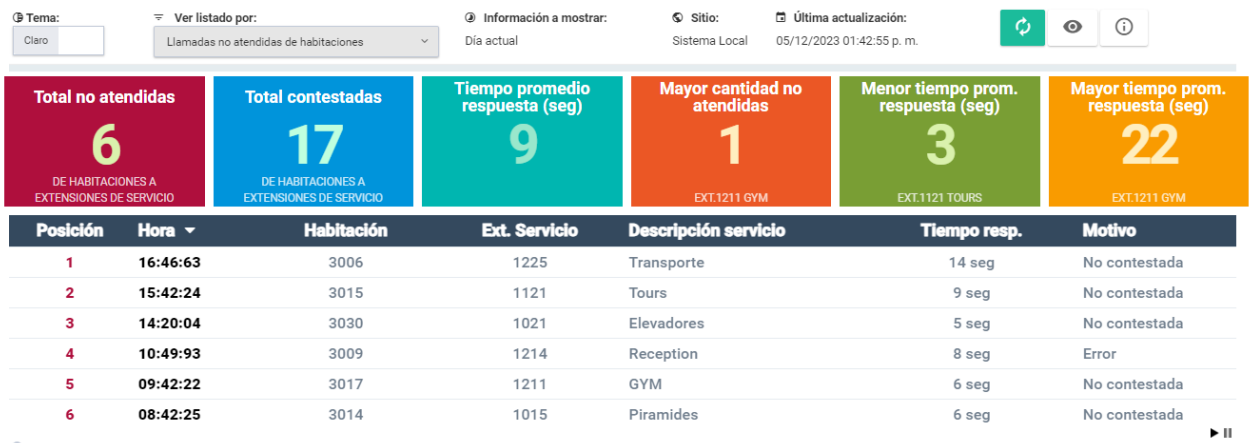 Tema:
Claro
Ver listado por:
Llamadas no atendidas de habitaciones
Información a mostrar:
Día actual
Sitio:
Sistema Local
Última actualización:
05/12/2023 01:42:55 p. m.
Total no atendidas
6
DE HABITACIONES A
EXTENSIONES DE SERVICIO
Total contestadas
17
DE HABITACIONES A
EXTENSIONES DE SERVICIO
Tiempo promedio
respuesta (seg)
9
Mayor cantidad no
atendidas
1
EXT.1211 GYM
Menor tiempo prom.
respuesta (seg)
3
EXT.1121 TOURS
Mayor tiempo prom.
respuesta (seg)
22
EXT.1211 GYM
Posición Hora Habitación Ext. Servicio Descripción servicio Tiempo resp. Motivo
1 16:46:63 3006 1225 Transporte 14 seg No contestada
2 15:42:24 3015 1121 Tours 9 seg No contestada
3 14:20:04 3030 1021 Elevadores 5 seg No contestada
4 10:49:93 3009 1214 Reception 8 seg Error
5 09:42:22 3017 1211 GYM 6 seg No contestada
6 08:42:25 3014 1015 Piramides 6 seg No contestada